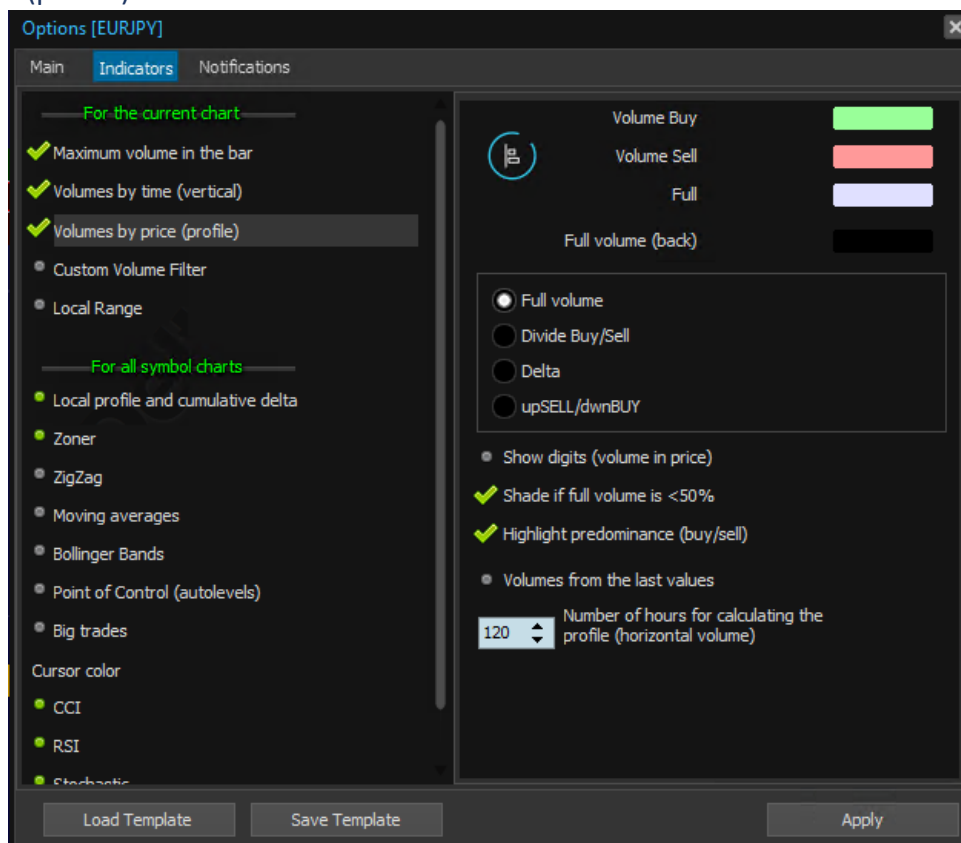 Options [EURJPY]
Main Indicators Notifications
For the current chart
Maximum volume in the bar
Volumes by time (vertical)
Volumes by price (profile)
Custom Volume Filter
Local Range
For all symbol charts
Local profile and cumulative delta
Zoner
ZigZag
Moving averages
Bollinger Bands
Point of Control (autolevels)
Big trades
Cursor color
CCI
RSI
Stochastic
Load Template Save Template
Volume Buy
Volume Sell
Full
Full volume (back)
Full volume
Divide Buy/Sell
Delta
upSELL/dwnBUY
Show digits (volume in price)
Shade if full volume is <50%
Highlight predominance (buy/sell)
Volumes from the last values
120
Number of hours for calculating the
profile (horizontal volume)
Apply